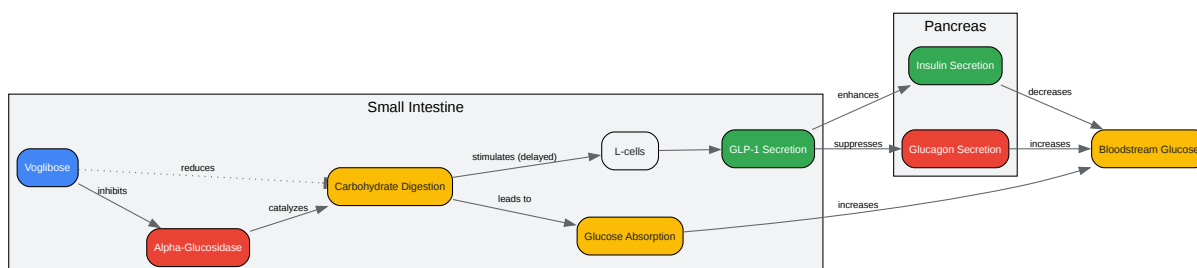 Pancreas
Insulin Secretion
enhances
decreases
Small Intestine
Voglibose
reduces
inhibits
Alpha-Glucosidase
catalyzes
Carbohydrate Digestion
stimulates (delayed)
L-cells
GLP-1 Secretion
suppresses
Glucagon Secretion
increases
Bloodstream Glucose
leads to
Glucose Absorption
increases